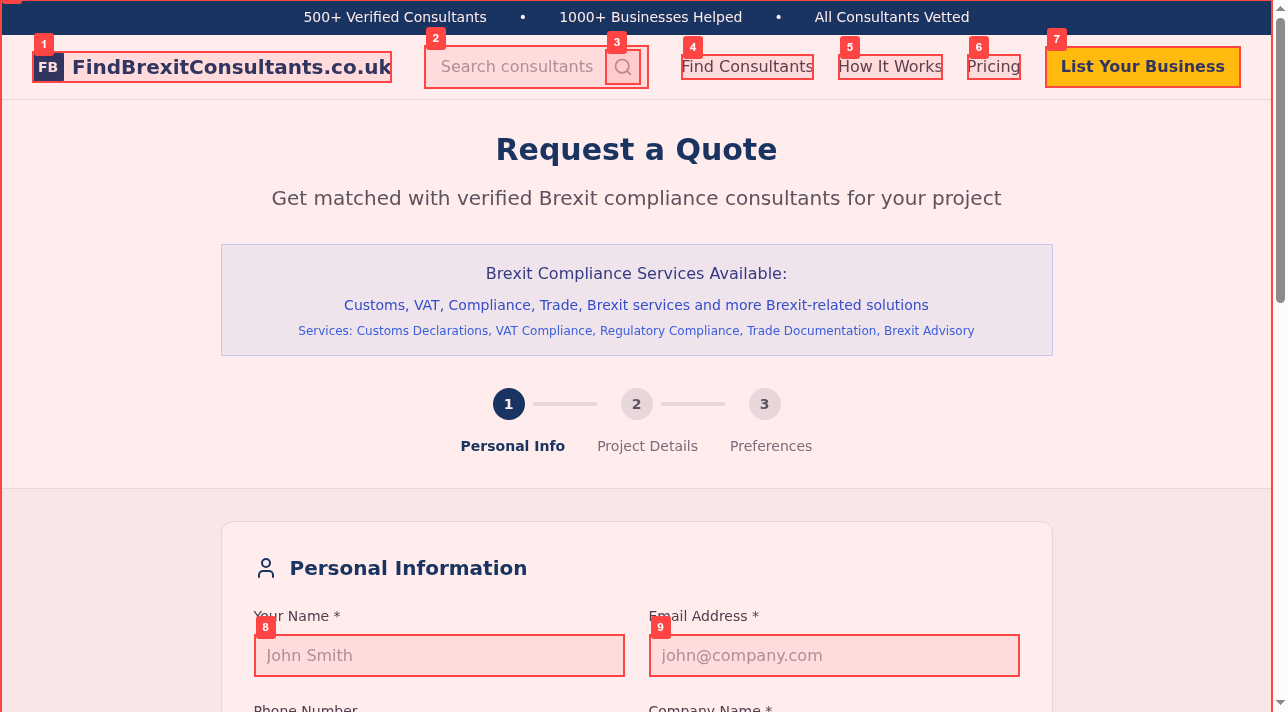 500+ Verified Consultants • 1000+ Businesses Helped • All Consultants Vetted
1 2 3 4 5 6 7
FB FindBrexitConsultants.co.uk Search consultants Find Consultants How It Works Pricing List Your Business
Request a Quote
Get matched with verified Brexit compliance consultants for your project
Brexit Compliance Services Available:
Customs, VAT, Compliance, Trade, Brexit services and more Brexit-related solutions
Services: Customs Declarations, VAT Compliance, Regulatory Compliance, Trade Documentation, Brexit Advisory
1 2 3
Personal Info Project Details Preferences
Personal Information
Your Name * Email Address *
8 9
John Smith john@company.com
Phone Number Company Name *